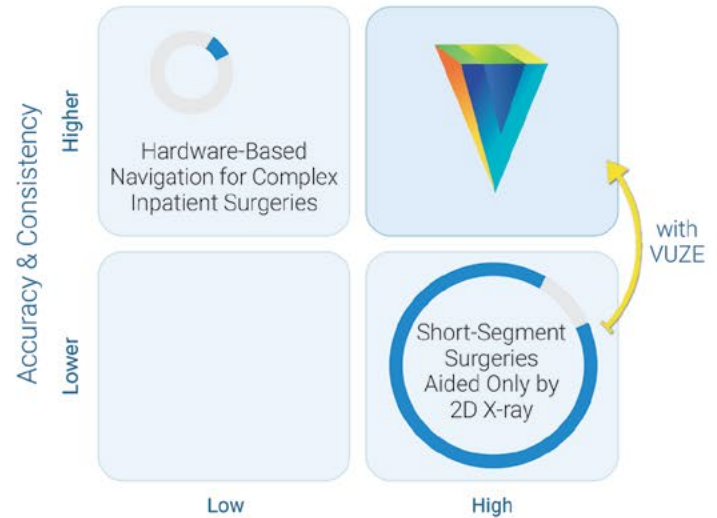 Accuracy & Consistency
Higher
Hardware-Based
Navigation for Complex
Inpatient Surgeries
with
VUZE
Lower
Short-Segment
Surgeries
Aided Only by
2D X-ray
Low
High